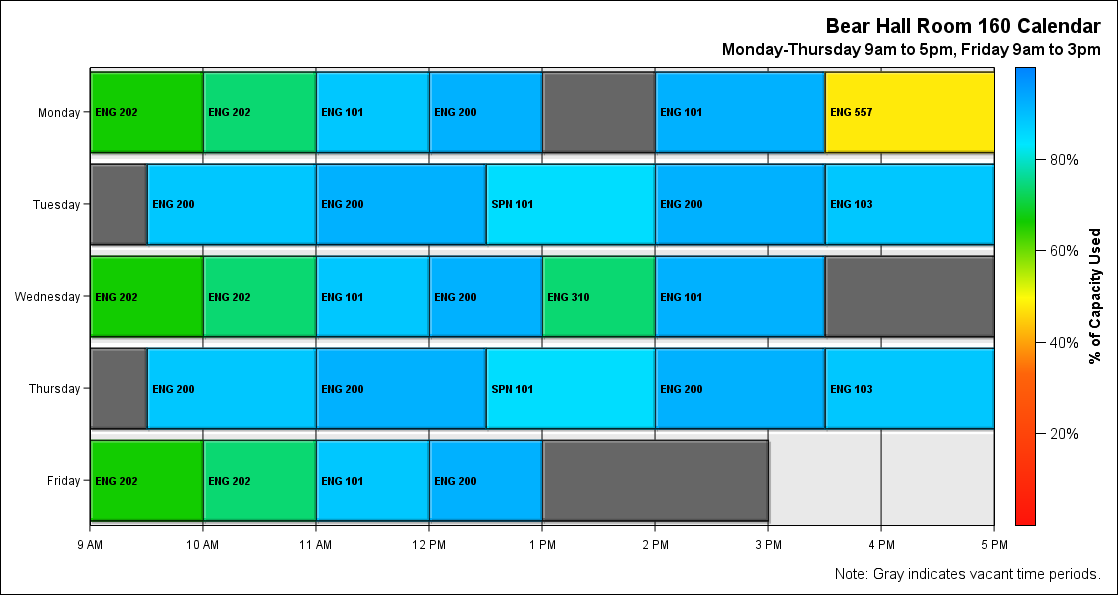 Bear Hall Room 160 Calendar
Monday-Thursday 9am to 5pm, Friday 9am to 3pm
Monday
ENG 202 ENG 202 ENG 101 ENG 200 ENG 101 ENG 557
Tuesday
ENG 200 ENG 200 SPN 101 ENG 200 ENG 103
Wednesday
ENG 202 ENG 202 ENG 101 ENG 200 ENG 310 ENG 101
Thursday
ENG 200 ENG 200 SPN 101 ENG 200 ENG 103
Friday
ENG 202 ENG 202 ENG 101 ENG 200
9 AM 10 AM 11 AM 12 PM 1 PM 2 PM 3 PM 4 PM 5 PM
80%
60%
40%
20%
% of Capacity Used
Note: Gray indicates vacant time periods.